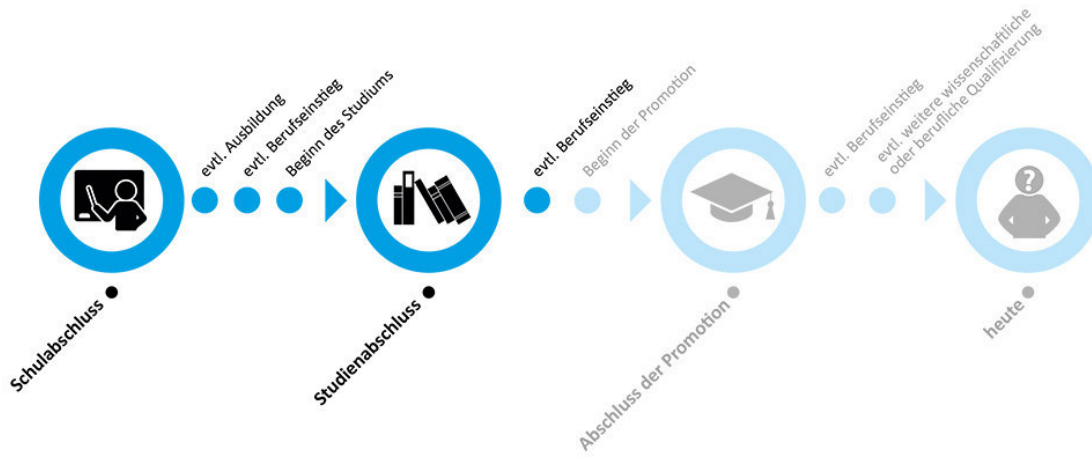 evtl. Ausbildung
evtl. Berufseinstieg
Beginn des Studiums
evtl. Berufseinstieg
Beginn der Promotion
evtl. Berufseinstieg
evtl. weitere wissenschaftliche
oder berufliche Qualifizierung
?
Schulabschluss
Studienabschluss
Abschluss der Promotion
heute